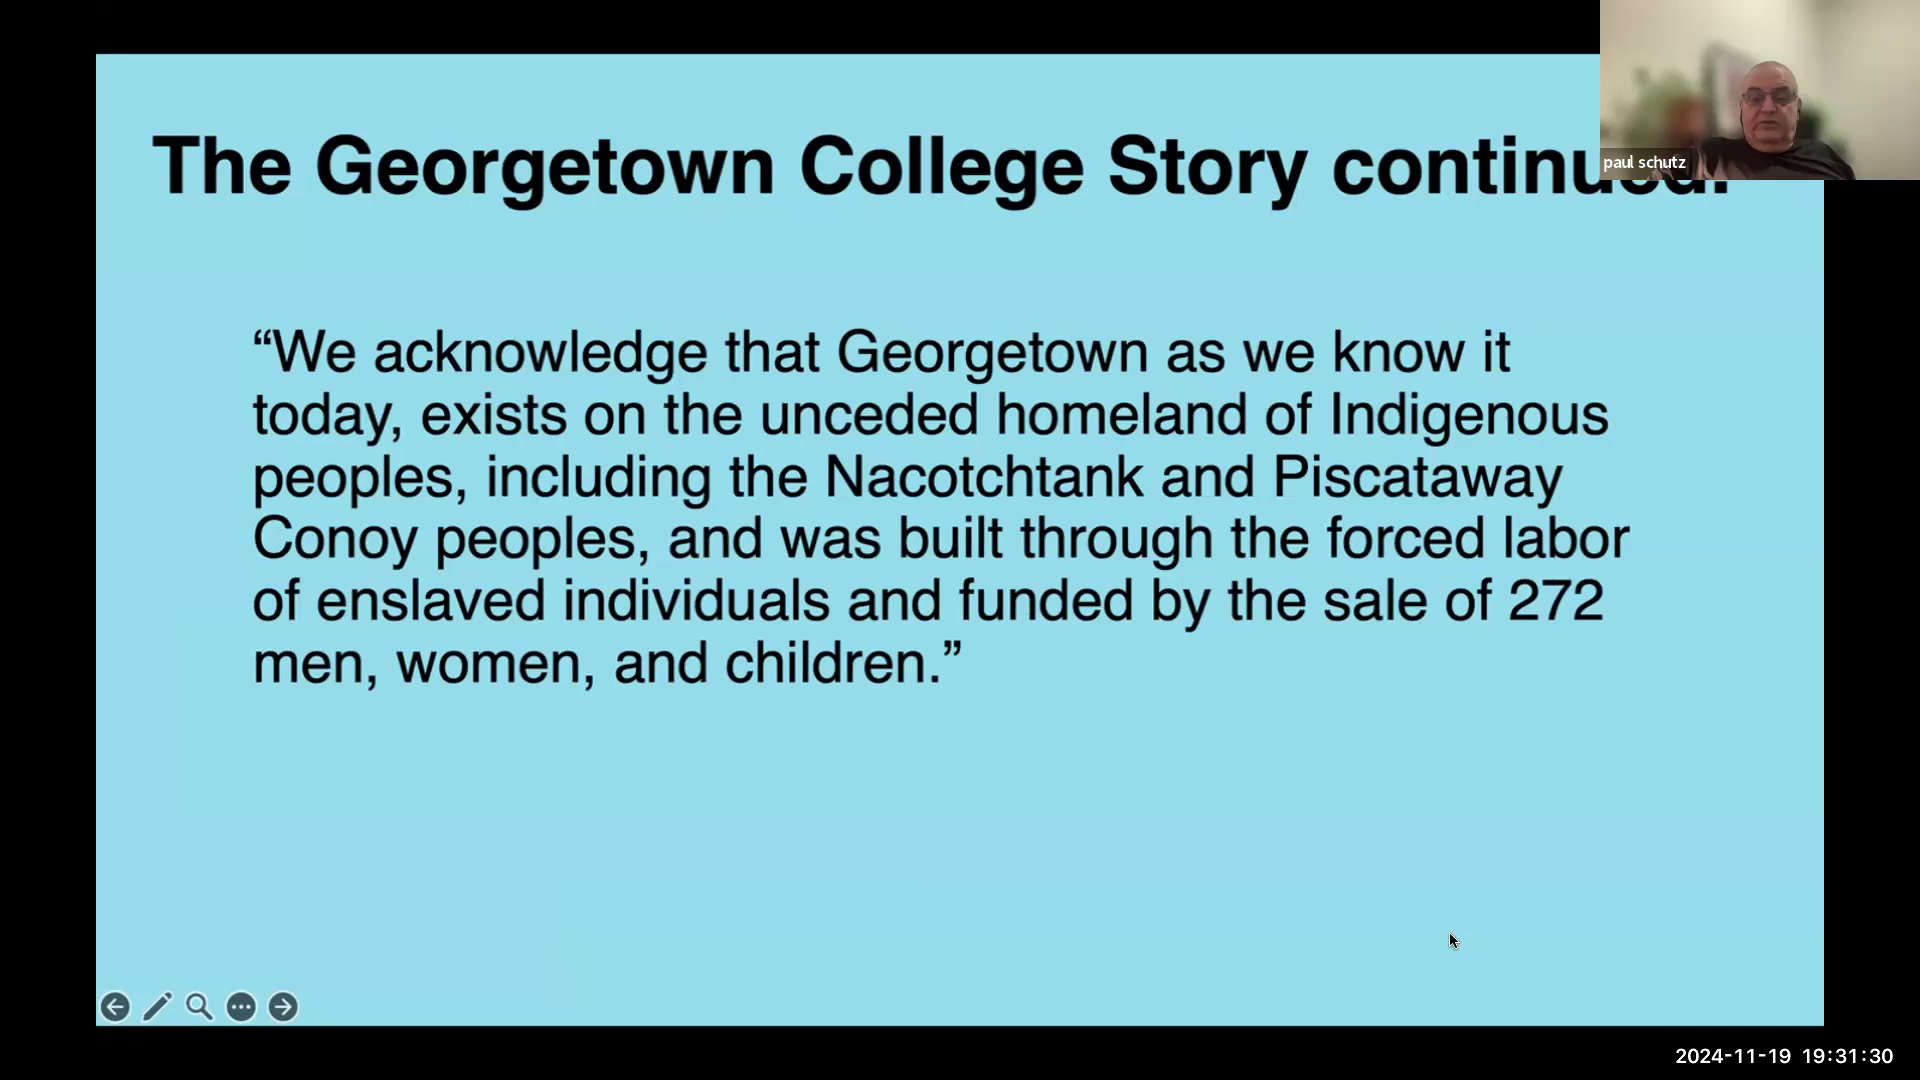 The Georgetown College Story continued.
paul schutz
“We acknowledge that Georgetown as we know it
today, exists on the unceded homeland of Indigenous
peoples, including the Nacotchtank and Piscataway
Conoy peoples, and was built through the forced labor
of enslaved individuals and funded by the sale of 272
men, women, and children.”
2024-11-19 19:31:30